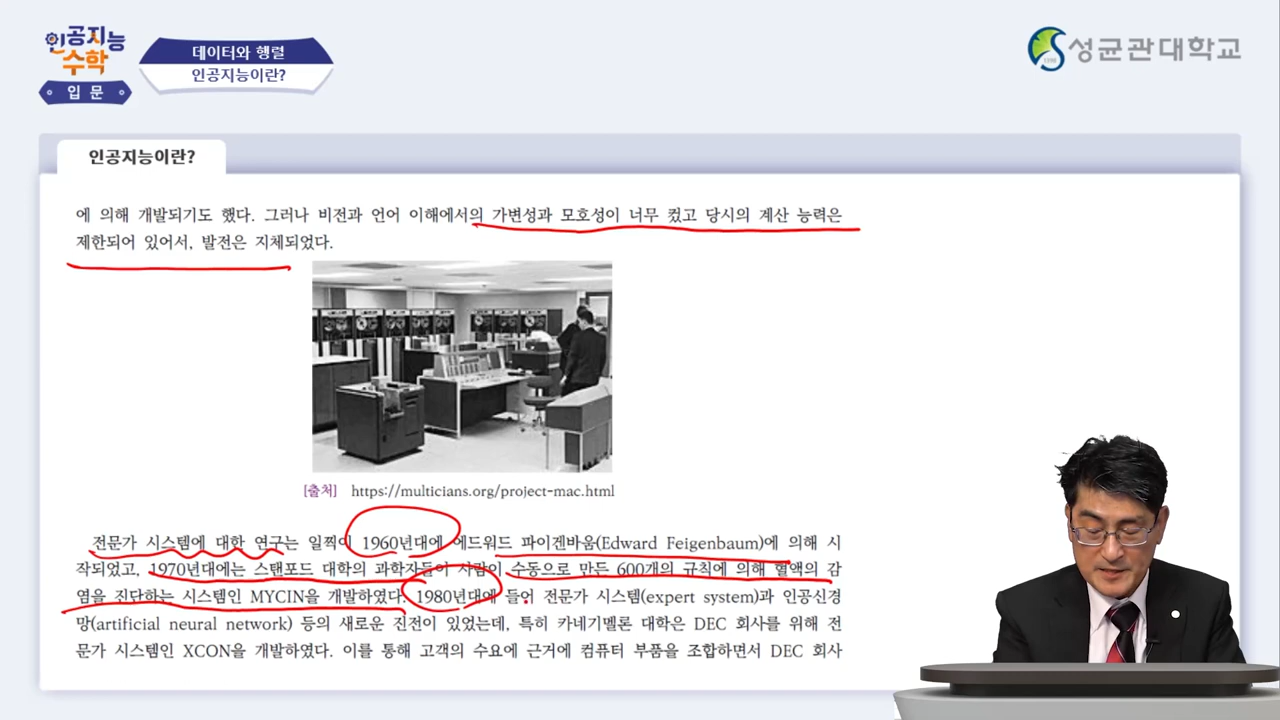 인공지능
수학
입 문
데이터와 행렬
인공지능이란?
성균관대학교
인공지능이란?
에 의해 개발되기도 했다. 그러나 비전과 언어 이해에서의 가변성과 모호성이 너무 컸고 당시의 계산 능력은
제한되어 있어서, 발전은 지체되었다.
[출처] https://multicians.org/project-mac.html
전문가 시스템에 대한 연구는 일찍이 1960년대에 에드워드 파이겐바움(Edward Feigenbaum)에 의해 시
작되었고, 1970년대에는 스탠포드 대학의 과학자들이 사람이 수동으로 만든 600개의 규칙에 의해 혈액의 감
염을 진단하는 시스템인 MYCIN을 개발하였다. 1980년대에 들어 전문가 시스템(expert system)과 인공신경
망(artificial neural network) 등의 새로운 진전이 있었는데, 특히 카네기멜론 대학은 DEC 회사를 위해 전
문가 시스템인 XCON을 개발하였다. 이를 통해 고객의 수요에 근거에 컴퓨터 부품을 조합하면서 DEC 회사